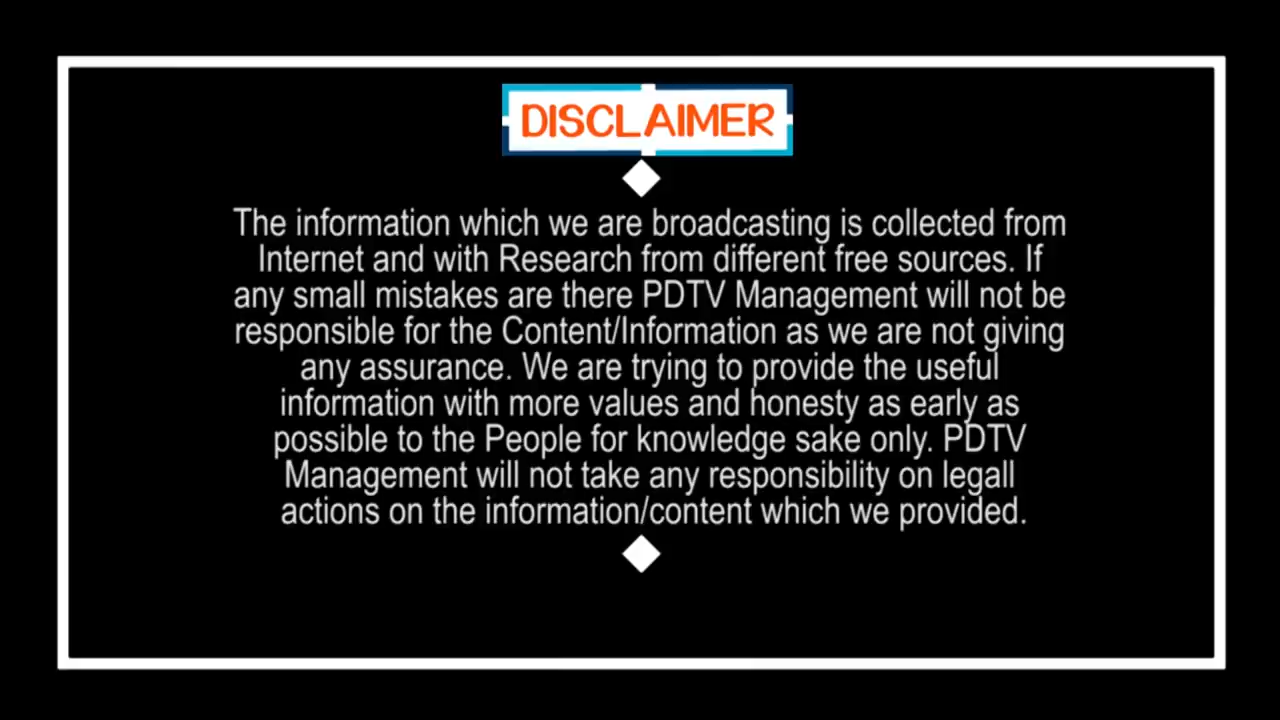 DISCLAIMER
The information which we are broadcasting is collected from
Internet and with Research from different free sources. If
any small mistakes are there PDTV Management will not be
responsible for the Content/Information as we are not giving
any assurance. We are trying to provide the useful
information with more values and honesty as early as
possible to the People for knowledge sake only. PDTV
Management will not take any responsibility on legall
actions on the information/content which we provided.